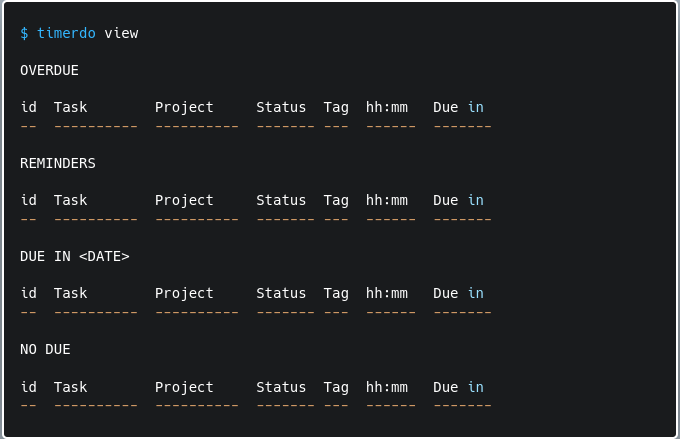 $ timerdo view
OVERDUE
id  Task        Project     Status  Tag  hh:mm   Due in
--  ----------  ----------  ------- ---  ------  -------
REMINDERS
id  Task        Project     Status  Tag  hh:mm   Due in
--  ----------  ----------  ------- ---  ------  -------
DUE IN <DATE>
id  Task        Project     Status  Tag  hh:mm   Due in
--  ----------  ----------  ------- ---  ------  -------
NO DUE
id  Task        Project     Status  Tag  hh:mm   Due in
--  ----------  ----------  ------- ---  ------  -------